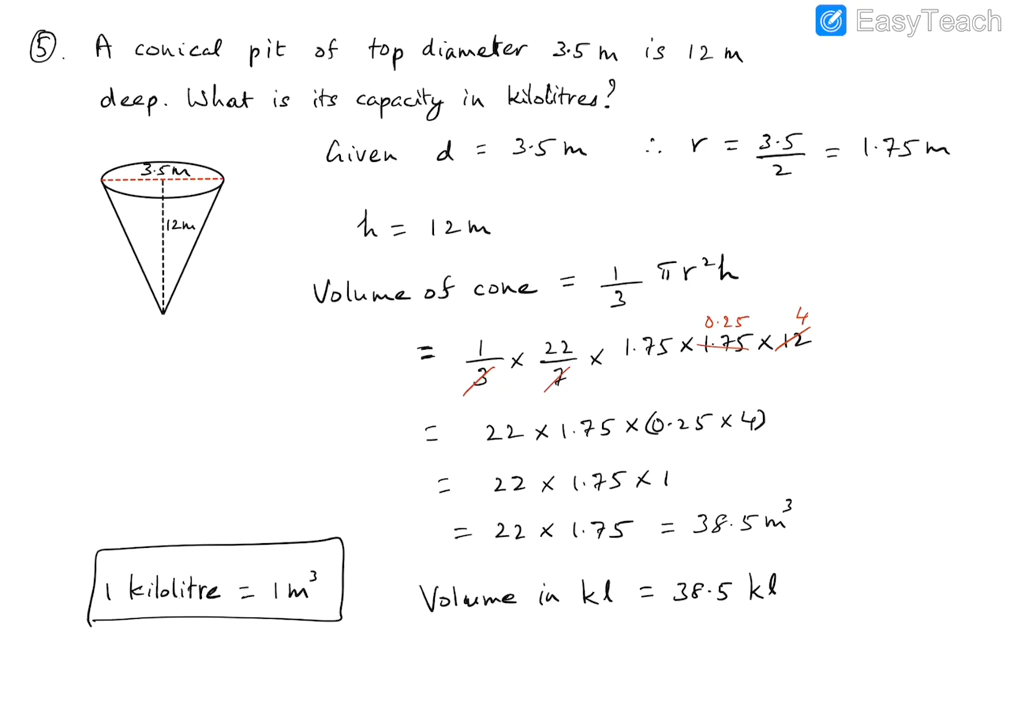 EasyTeach
⑤. A conical pit of top diameter 3.5 m is 12 m
deep. What is its capacity in kilolitres?
Given d = 3.5 m ∴ r = 3.5/2 = 1.75 m
3.5m
12m
h = 12 m
Volume of cone = 1/3 πr²h
0.25 4
= 1/3 × 22/7 × 1.75 × 1.75 × 12
= 22 × 1.75 × (0.25 × 4)
= 22 × 1.75 × 1
= 22 × 1.75 = 38.5 m³
1 kilolitre = 1 m³
Volume in kl = 38.5 kl